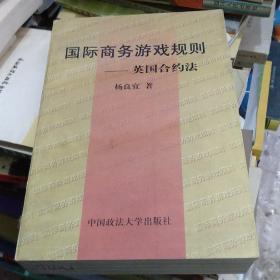 国际商务游戏规则
——英国合约法
杨良宜 著
中国政法大学出版社